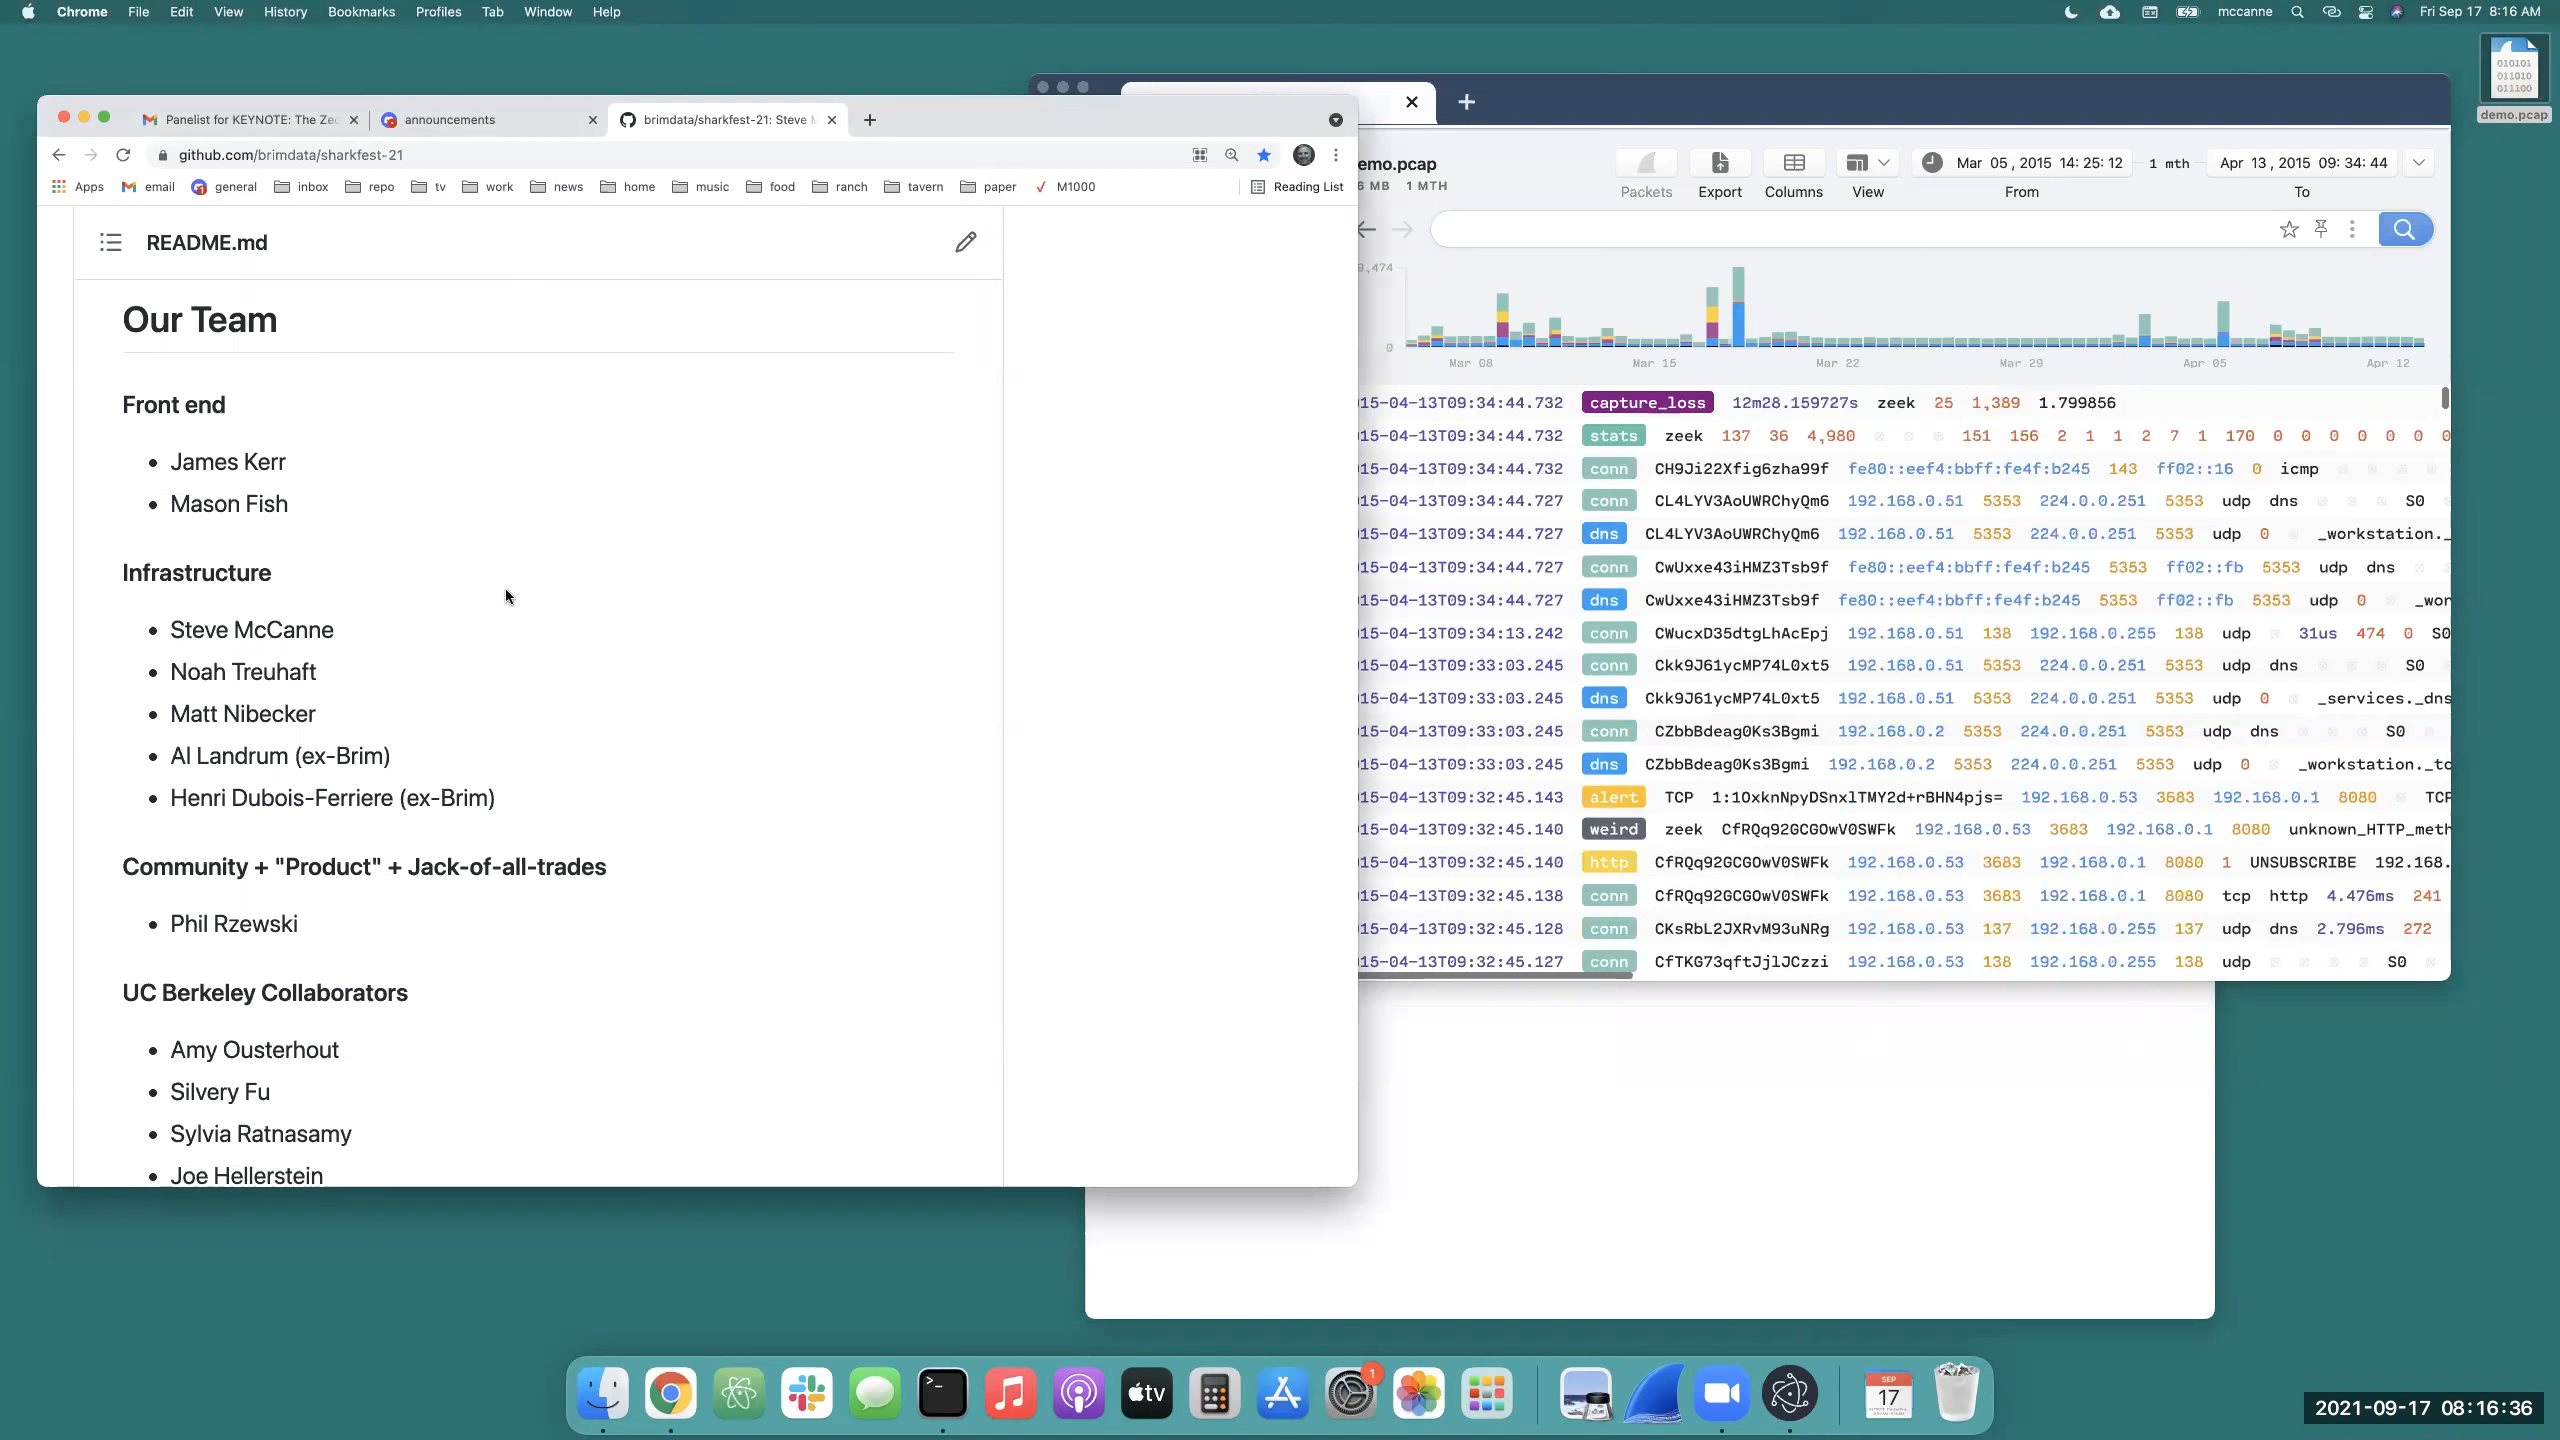 Chrome File Edit View History Bookmarks Profiles Tab Window Help
mccanne Fri Sep 17 8:16 AM
demo.pcap
Panelist for KEYNOTE: The Ze
announcements
brimdata/sharkfest-21: Steve
github.com/brimdata/sharkfest-21
Apps email general inbox repo tv work news home music food ranch tavern paper M1000 Reading List
README.md
Our Team
Front end
James Kerr
Mason Fish
Infrastructure
Steve McCanne
Noah Treuhaft
Matt Nibecker
Al Landrum (ex-Brim)
Henri Dubois-Ferriere (ex-Brim)
Community + "Product" + Jack-of-all-trades
Phil Rzewski
UC Berkeley Collaborators
Amy Ousterhout
Silvery Fu
Sylvia Ratnasamy
Joe Hellerstein
emo.pcap
6 MB 1 MTH
Packets Export Columns View
Mar 05, 2015 14:25:12 1 mth Apr 13, 2015 09:34:44
From To
9,474
0
Mar 08 Mar 15 Mar 22 Mar 29 Apr 05 Apr 12
15-04-13T09:34:44.732 capture_loss 12m28.159727s zeek 25 1,389 1.799856
15-04-13T09:34:44.732 stats zeek 137 36 4,980 151 156 2 1 1 2 7 1 170 0 0 0 0 0 0 0
15-04-13T09:34:44.732 conn CH9Ji22Xfig6zha99f fe80::eef4:bbff:fe4f:b245 143 ff02::16 0 icmp
15-04-13T09:34:44.727 conn CL4LYV3AoUWRChyQm6 192.168.0.51 5353 224.0.0.251 5353 udp dns S0
15-04-13T09:34:44.727 dns CL4LYV3AoUWRChyQm6 192.168.0.51 5353 224.0.0.251 5353 udp 0 _workstation._
15-04-13T09:34:44.727 conn CwUxxe43iHMZ3Tsb9f fe80::eef4:bbff:fe4f:b245 5353 ff02::fb 5353 udp dns
15-04-13T09:34:44.727 dns CwUxxe43iHMZ3Tsb9f fe80::eef4:bbff:fe4f:b245 5353 ff02::fb 5353 udp 0 _wor
15-04-13T09:34:13.242 conn CWucxD35dtgLhAcEpj 192.168.0.51 138 192.168.0.255 138 udp 31us 474 0 S0
15-04-13T09:33:03.245 conn Ckk9J61ycMP74L0xt5 192.168.0.51 5353 224.0.0.251 5353 udp dns S0
15-04-13T09:33:03.245 dns Ckk9J61ycMP74L0xt5 192.168.0.51 5353 224.0.0.251 5353 udp 0 _services._dns
15-04-13T09:33:03.245 conn CZbbBdeag0Ks3Bgmi 192.168.0.2 5353 224.0.0.251 5353 udp dns S0
15-04-13T09:33:03.245 dns CZbbBdeag0Ks3Bgmi 192.168.0.2 5353 224.0.0.251 5353 udp 0 _workstation._tc
15-04-13T09:32:45.143 alert TCP 1:1OxknNpyDSnxlTMY2d+rBHN4pjs= 192.168.0.53 3683 192.168.0.1 8080 TCP
15-04-13T09:32:45.140 weird zeek CfRQq92GCGOwV0SWFk 192.168.0.53 3683 192.168.0.1 8080 unknown_HTTP_meth
15-04-13T09:32:45.140 http CfRQq92GCGOwV0SWFk 192.168.0.53 3683 192.168.0.1 8080 1 UNSUBSCRIBE 192.168.
15-04-13T09:32:45.138 conn CfRQq92GCGOwV0SWFk 192.168.0.53 3683 192.168.0.1 8080 tcp http 4.476ms 241
15-04-13T09:32:45.128 conn CKsRbL2JXRvM93uNRg 192.168.0.53 137 192.168.0.255 137 udp dns 2.796ms 272
15-04-13T09:32:45.127 conn CfTKG73qftJjlJCzzi 192.168.0.53 138 192.168.0.255 138 udp S0
tv
1
SEP
17
2021-09-17 08:16:36